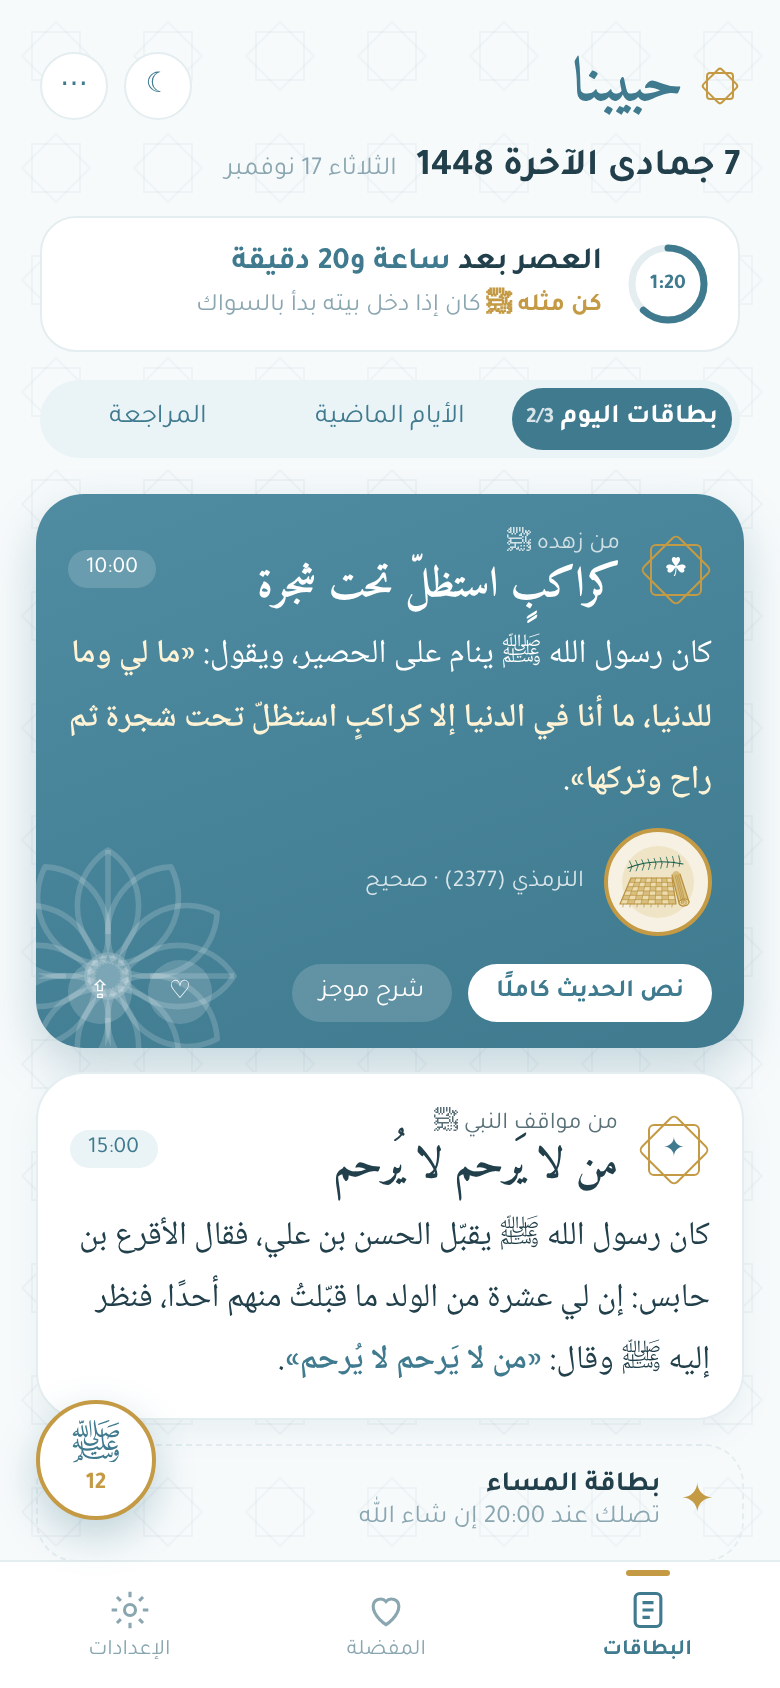 حبيبنا
7 جمادى الآخرة 1448 الثلاثاء 17 نوفمبر
العصر بعد ساعة و20 دقيقة
1:20
كن مثله ﷺ كان إذا دخل بيته بدأ بالسواك
بطاقات اليوم 2/3
الأيام الماضية
المراجعة
من زهده ﷺ
كراكبٍ استظلّ تحت شجرة
10:00
كان رسول الله ﷺ ينام على الحصير، ويقول: «ما لي وما
للدنيا، ما أنا في الدنيا إلا كراكبٍ استظلّ تحت شجرة ثم
راح وتركها».
الترمذي (2377) · صحيح
نص الحديث كاملًا
شرح موجز
من مواقف النبي ﷺ
من لا يَرحم لا يُرحم
15:00
كان رسول الله ﷺ يقبّل الحسن بن علي، فقال الأقرع بن
حابس: إن لي عشرة من الولد ما قبّلتُ منهم أحدًا، فنظر
إليه ﷺ وقال: «من لا يَرحم لا يُرحم».
ﷺ
12
بطاقة المساء
تصلك عند 20:00 إن شاء الله
البطاقات
المفضلة
الإعدادات